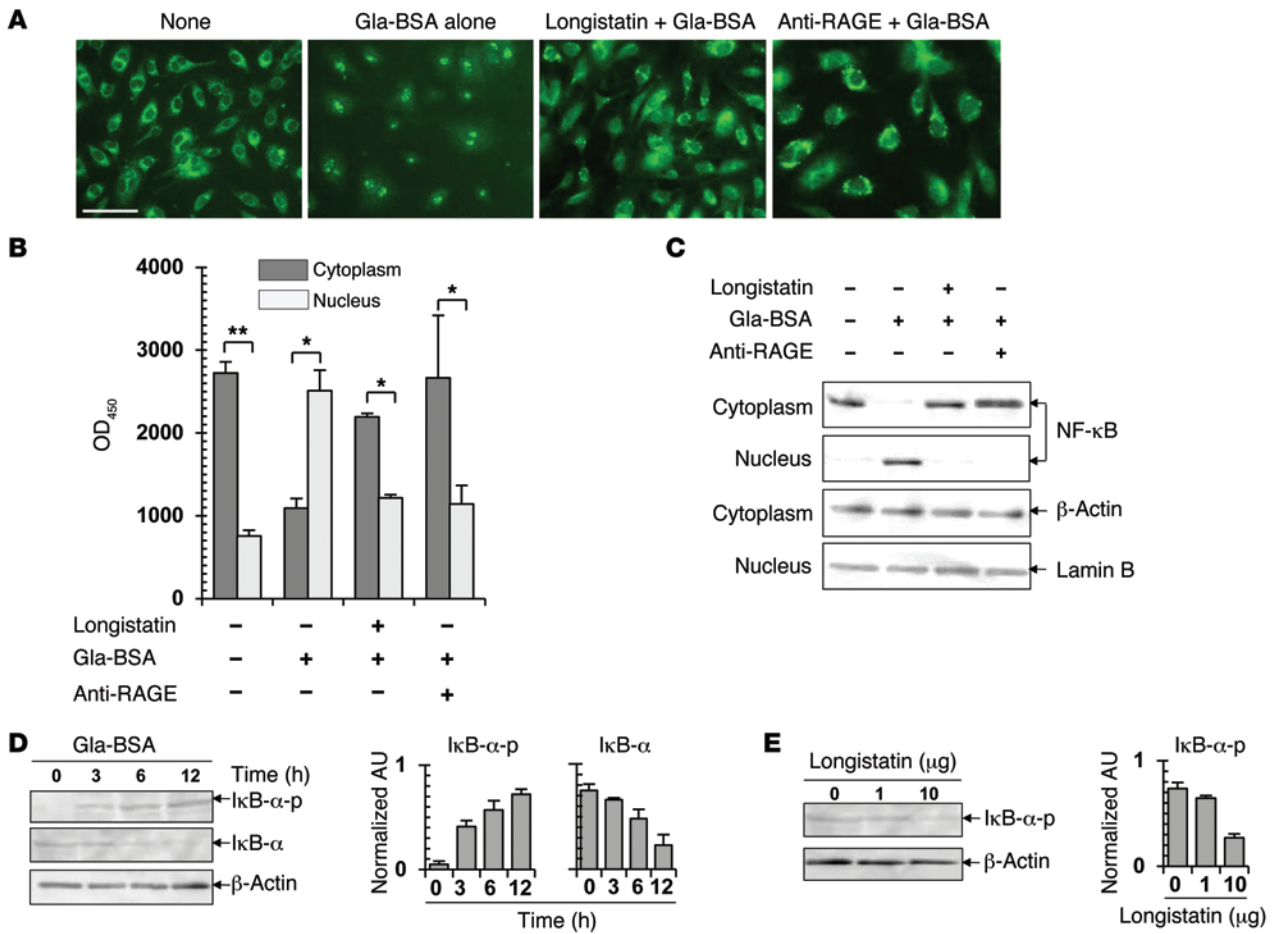 A
None
Gla-BSA alone
Longistatin + Gla-BSA
Anti-RAGE + Gla-BSA
B
4000
3000
2000
1000
0
OD450
Cytoplasm
Nucleus
**
*
*
*
Longistatin − − + −
Gla-BSA − + + +
Anti-RAGE − − − +
C
Longistatin − − + −
Gla-BSA − + + +
Anti-RAGE − − − +
Cytoplasm
Nucleus
NF-κB
Cytoplasm
β-Actin
Nucleus
Lamin B
D
Gla-BSA
0 3 6 12 Time (h)
IκB-α-p
IκB-α
β-Actin
Normalized AU
1
0
IκB-α-p
0 3 6 12
IκB-α
0 3 6 12
Time (h)
E
Longistatin (μg)
0 1 10
IκB-α-p
β-Actin
Normalized AU
1
0
IκB-α-p
0 1 10
Longistatin (μg)